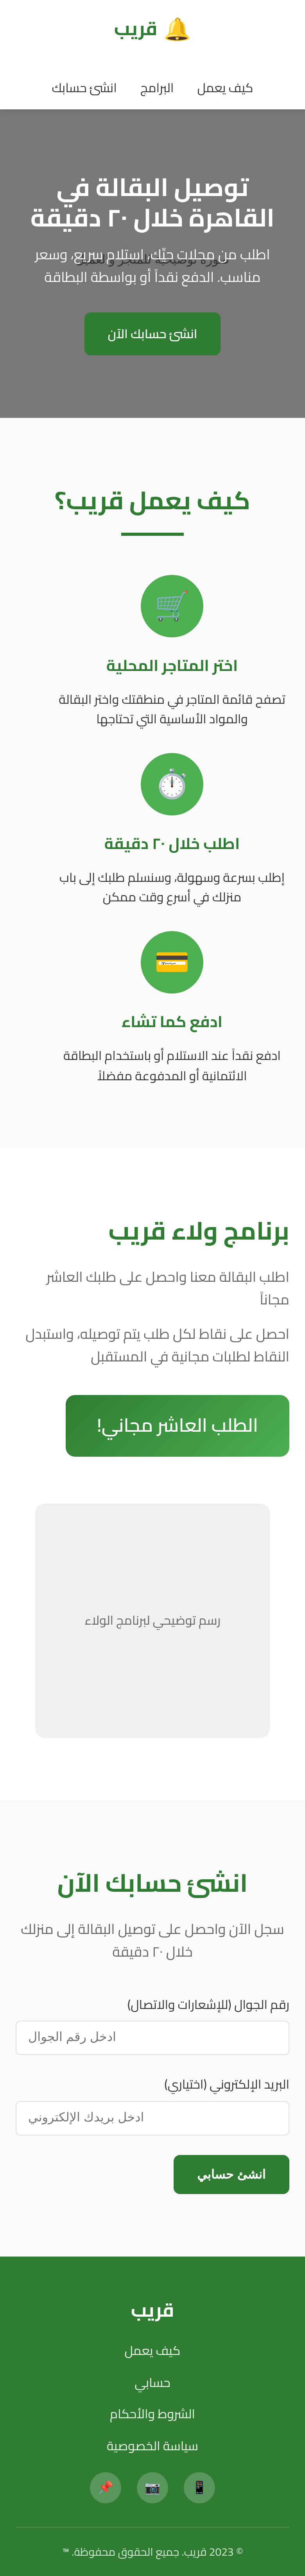 قريب
كيف يعمل
البرامج
انشئ حسابك
توصيل البقالة في
القاهرة خلال ٢٠ دقيقة
اطلب من محلات حيّك، استلام سريع، وسعر
مناسب. الدفع نقداً أو بواسطة البطاقة
انشئ حسابك الآن
كيف يعمل قريب؟
اختر المتاجر المحلية
تصفح قائمة المتاجر في منطقتك واختر البقالة
والمواد الأساسية التي تحتاجها
اطلب خلال ٢٠ دقيقة
إطلب بسرعة وسهولة، وسنسلم طلبك إلى باب
منزلك في أسرع وقت ممكن
ادفع كما تشاء
ادفع نقداً عند الاستلام أو باستخدام البطاقة
الائتمانية أو المدفوعة مفضلاً
برنامج ولاء قريب
اطلب البقالة معنا واحصل على طلبك العاشر
مجاناً
احصل على نقاط لكل طلب يتم توصيله، واستبدل
النقاط لطلبات مجانية في المستقبل
الطلب العاشر مجاني!
رسم توضيحي لبرنامج الولاء
انشئ حسابك الآن
سجل الآن واحصل على توصيل البقالة إلى منزلك
خلال ٢٠ دقيقة
رقم الجوال (للإشعارات والاتصال)
ادخل رقم الجوال
البريد الإلكتروني (اختياري)
ادخل بريدك الإلكتروني
انشئ حسابي
قريب
كيف يعمل
حسابي
الشروط والأحكام
سياسة الخصوصية
© 2023 قريب. جميع الحقوق محفوظة. ™